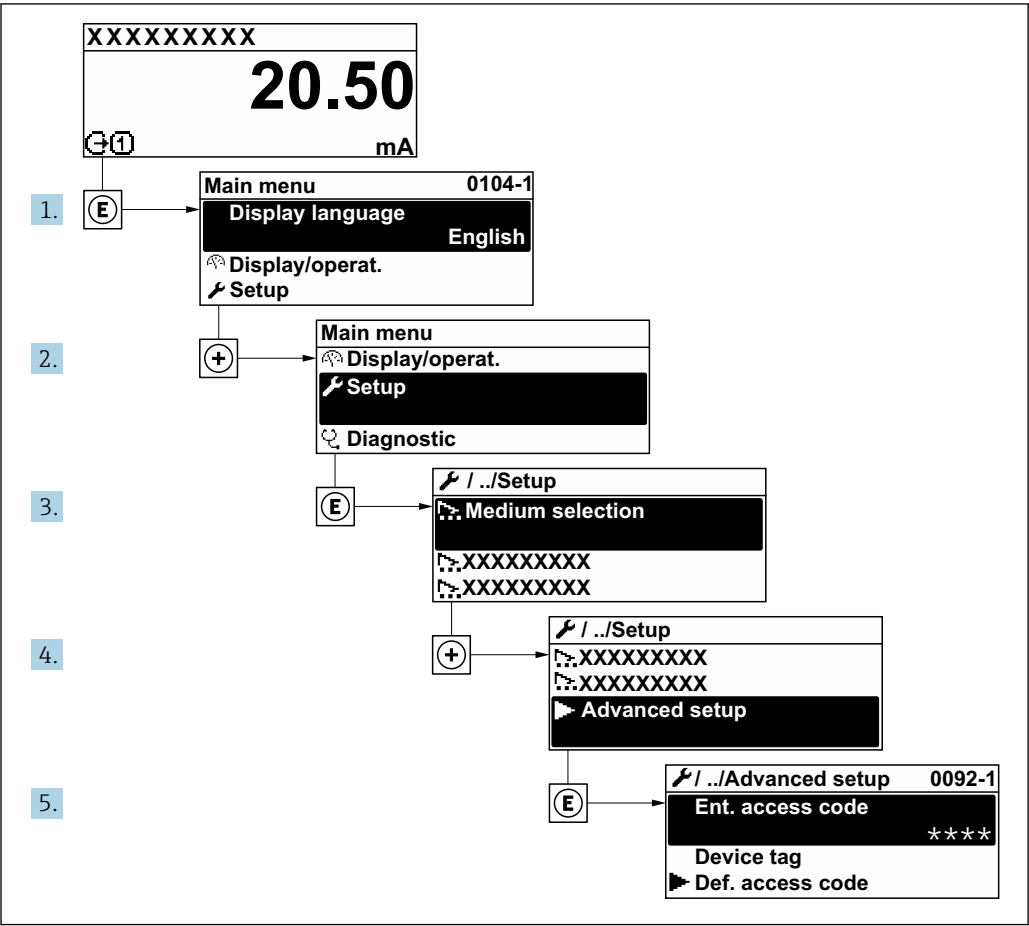 XXXXXXXXX
20.50
1 mA
Main menu 0104-1
1. E Display language
English
Display/operat.
Setup
Main menu
2. + Display/operat.
Setup
Diagnostic
/ ../Setup
3. E Medium selection
XXXXXXXXX
XXXXXXXXX
/ ../Setup
4. + XXXXXXXXX
XXXXXXXXX
Advanced setup
/ ../Advanced setup 0092-1
5. E Ent. access code
****
Device tag
Def. access code